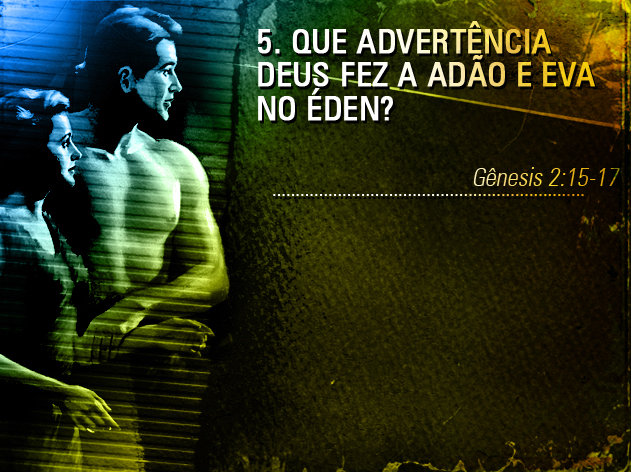 5. QUE ADVERTÊNCIA
DEUS FEZ A ADÃO E EVA
NO ÉDEN?
Gênesis 2:15-17